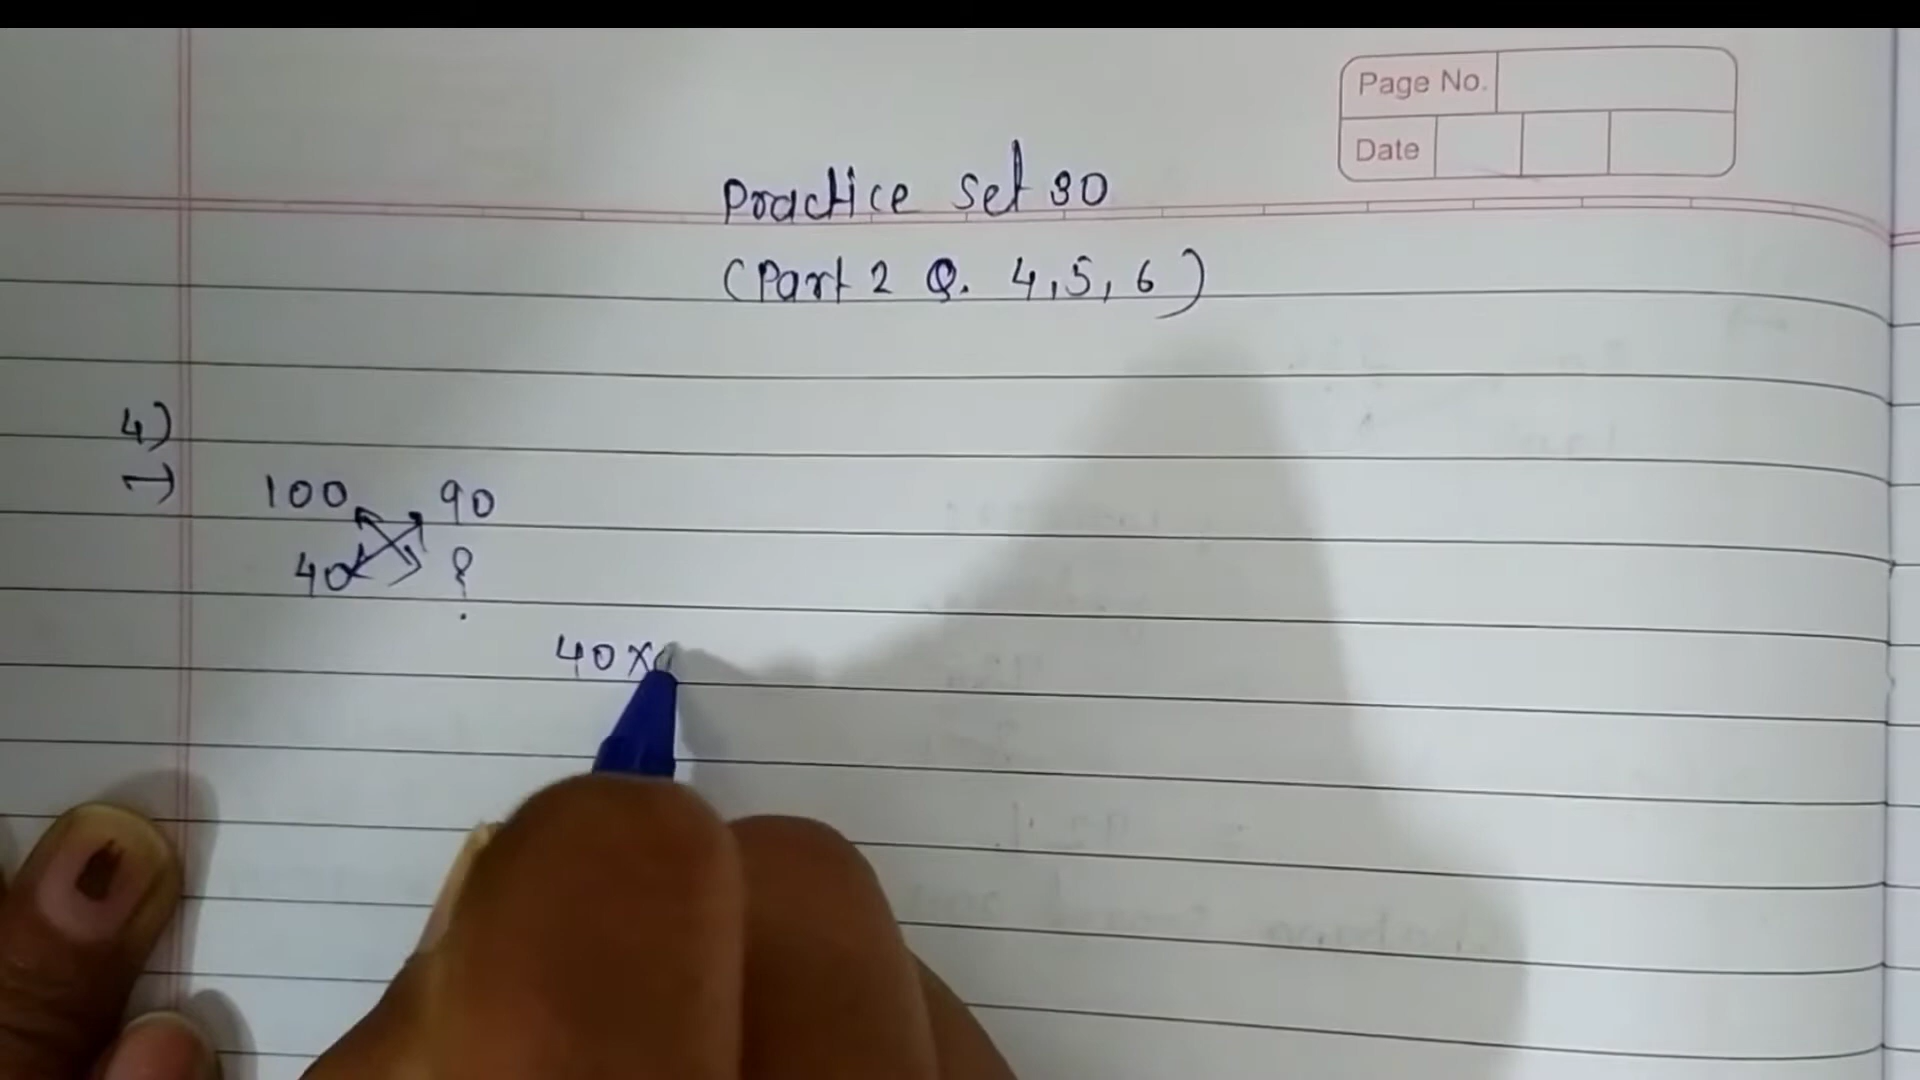 Page No.
Date
Practice Set 30
(Part 2 Q. 4,5,6)
4)
→ 100 90
40 ?
40×